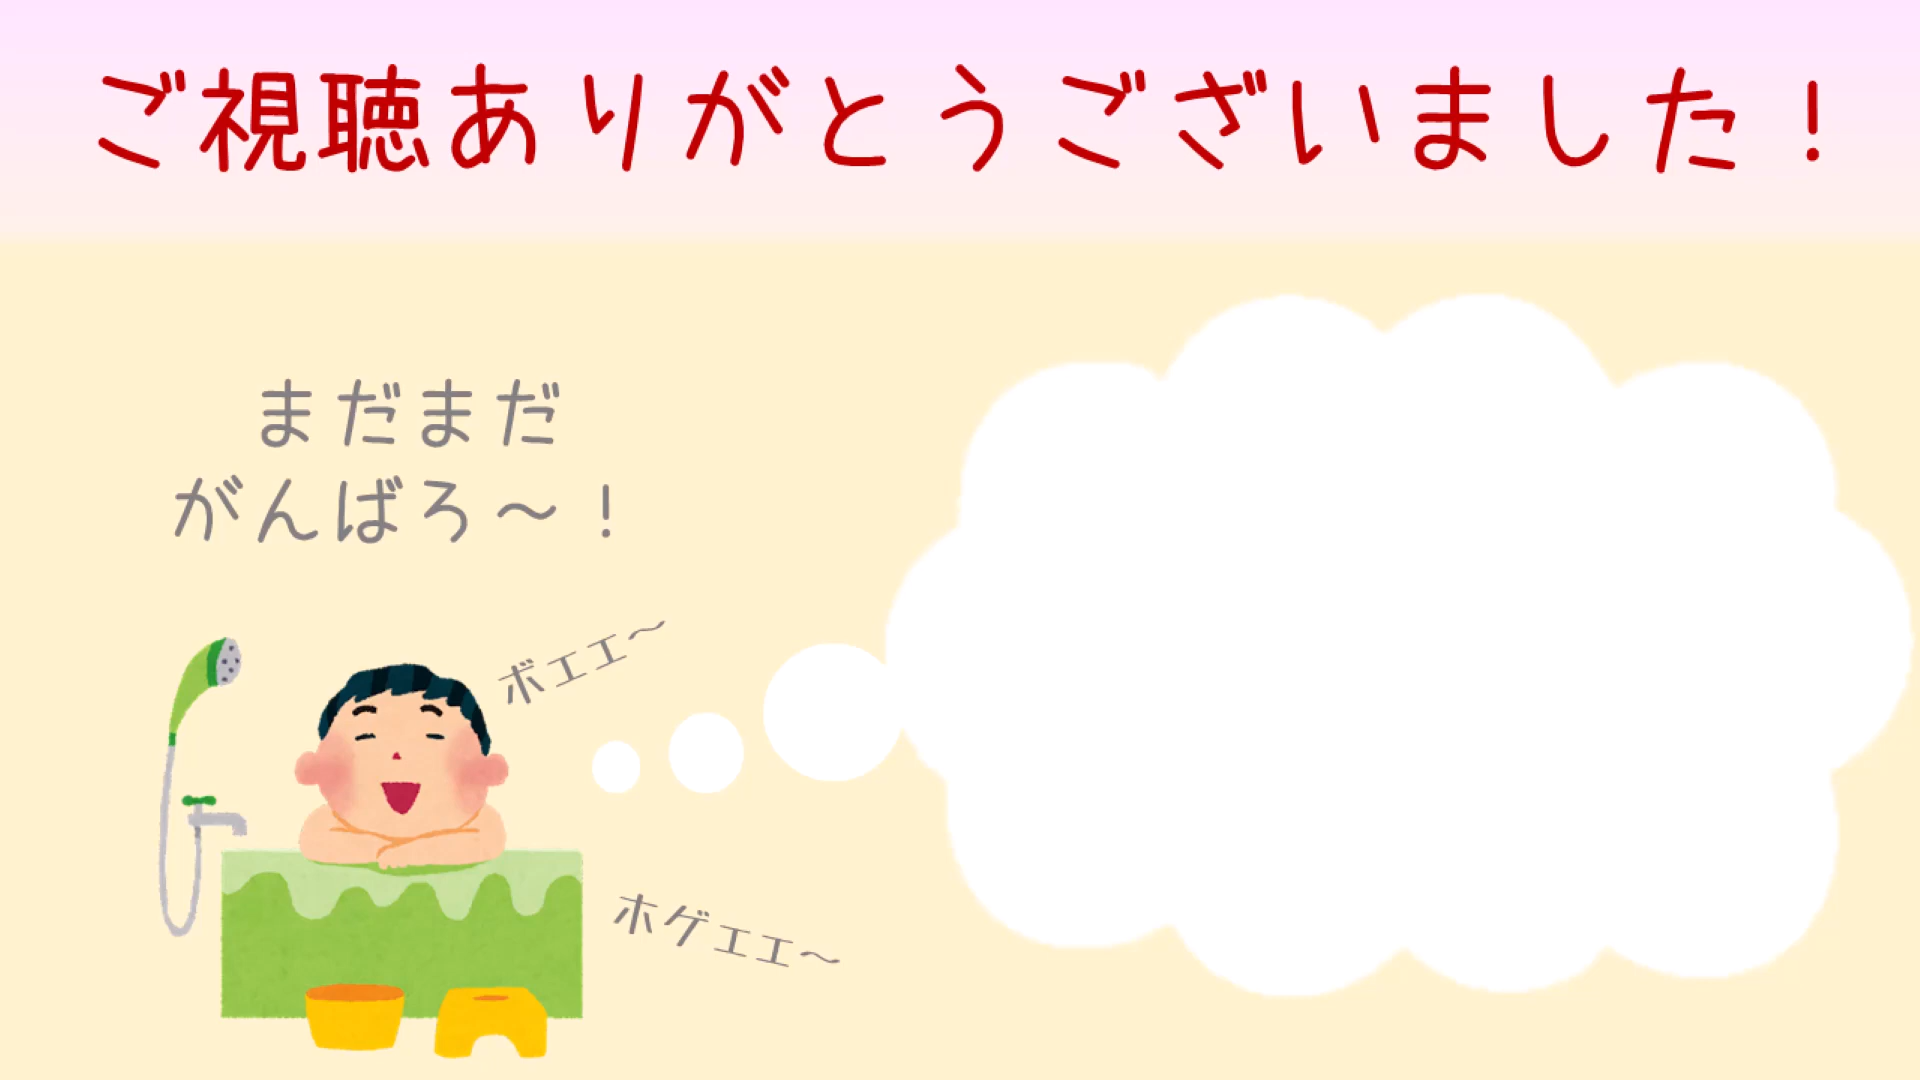 ご視聴ありがとうございました！
まだまだ
がんばろ～！
ボエエ～
ホゲエエ～